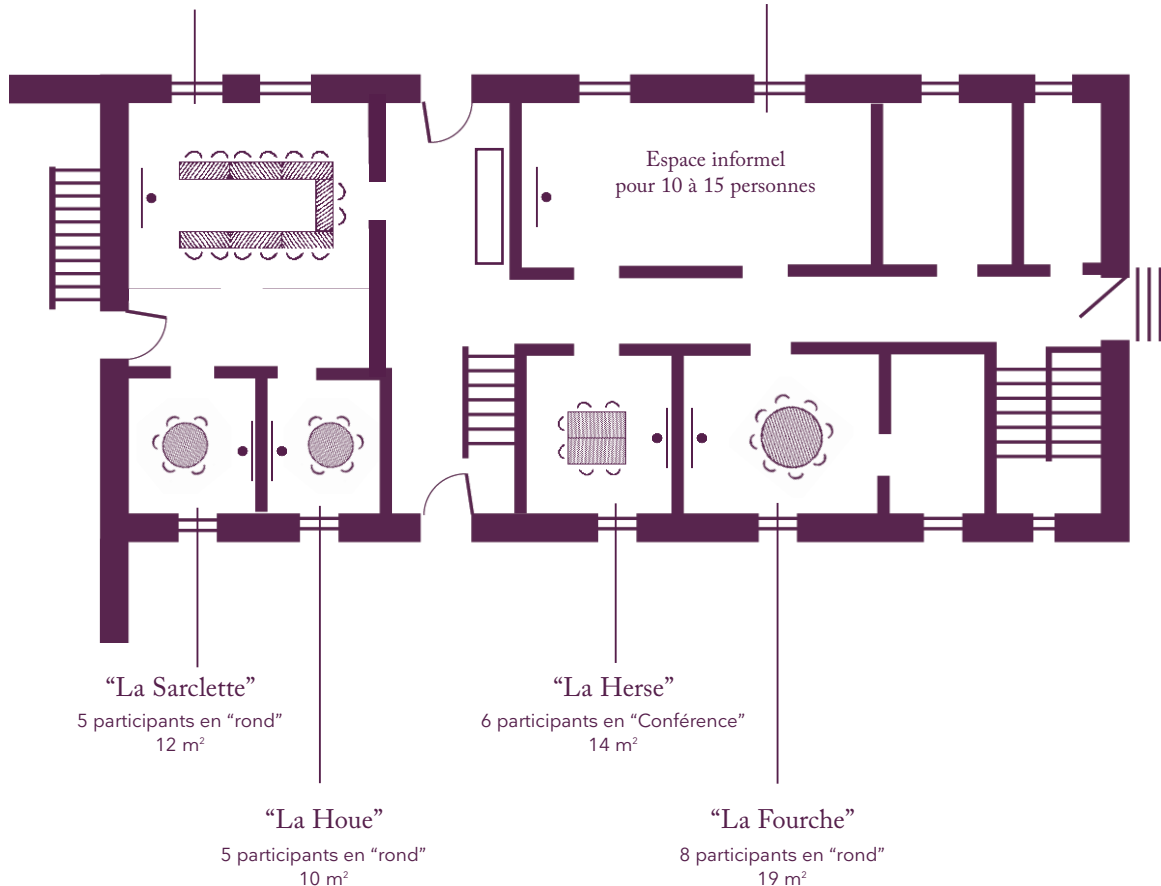 Espace informel
pour 10 à 15 personnes
“La Sarclette”
5 participants en “rond”
12 m²
“La Herse”
6 participants en “Conférence”
14 m²
“La Houe”
5 participants en “rond”
10 m²
“La Fourche”
8 participants en “rond”
19 m²